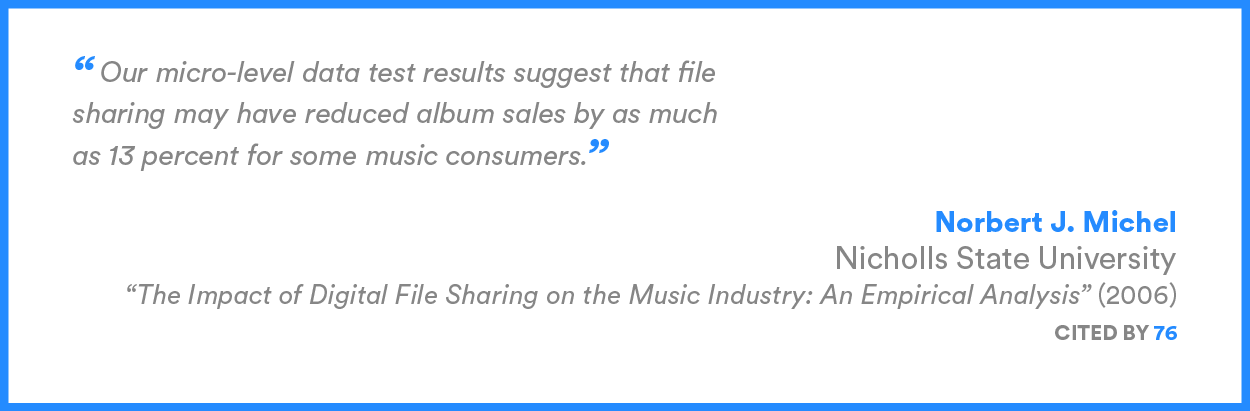 “ Our micro-level data test results suggest that file
sharing may have reduced album sales by as much
as 13 percent for some music consumers.”
Norbert J. Michel
Nicholls State University
“The Impact of Digital File Sharing on the Music Industry: An Empirical Analysis” (2006)
CITED BY 76